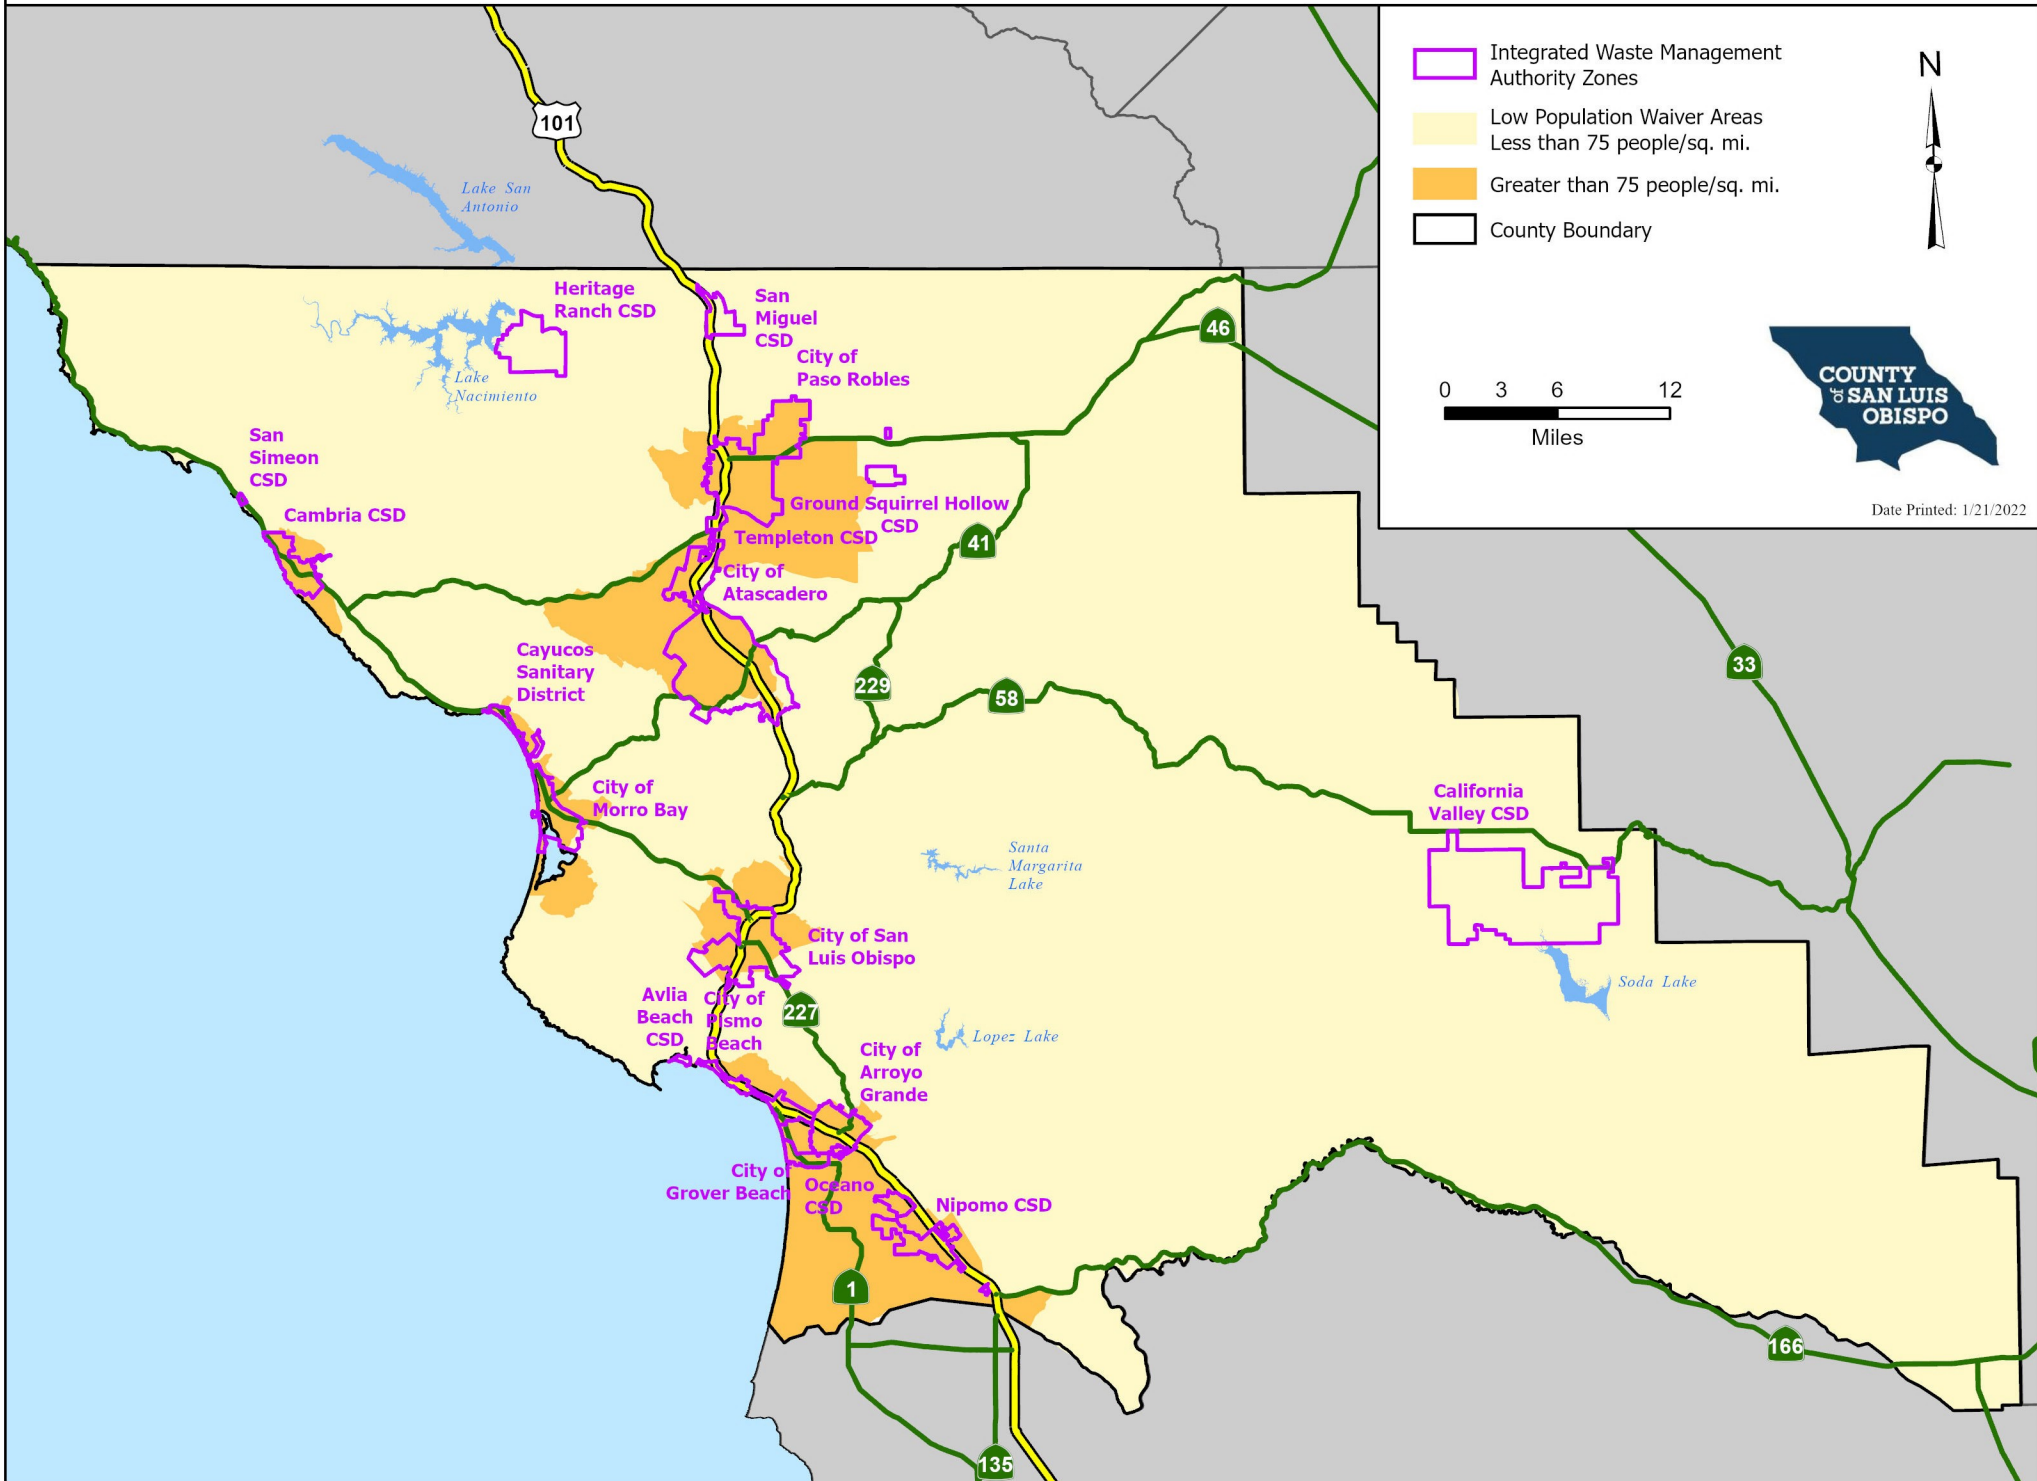 Integrated Waste Management
Authority Zones
Low Population Waiver Areas
Less than 75 people/sq. mi.
Greater than 75 people/sq. mi.
County Boundary
N
0 3 6 12
Miles
COUNTY
of SAN LUIS
OBISPO
Date Printed: 1/21/2022
101
Lake San
Antonio
Heritage
Ranch CSD
San
Miguel
CSD
46
City of
Paso Robles
Lake
Nacimiento
San
Simeon
CSD
Cambria CSD
Ground Squirrel Hollow
CSD
Templeton CSD
41
City of
Atascadero
Cayucos
Sanitary
District
229
58
33
City of
Morro Bay
California
Valley CSD
Santa
Margarita
Lake
City of San
Luis Obispo
Soda Lake
Avlia
Beach
CSD
City of
Pismo
Beach
227
Lopez Lake
City of
Arroyo
Grande
City of
Grover Beach
Oceano
CSD
Nipomo CSD
1
166
135